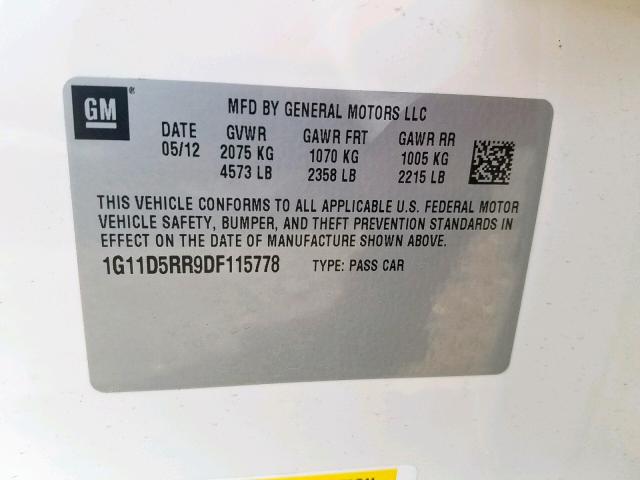 GM ® MFD BY GENERAL MOTORS LLC
DATE GVWR GAWR FRT GAWR RR
05/12 2075 KG 1070 KG 1005 KG
4573 LB 2358 LB 2215 LB
THIS VEHICLE CONFORMS TO ALL APPLICABLE U.S. FEDERAL MOTOR
VEHICLE SAFETY, BUMPER, AND THEFT PREVENTION STANDARDS IN
EFFECT ON THE DATE OF MANUFACTURE SHOWN ABOVE.
1G11D5RR9DF115778 TYPE: PASS CAR